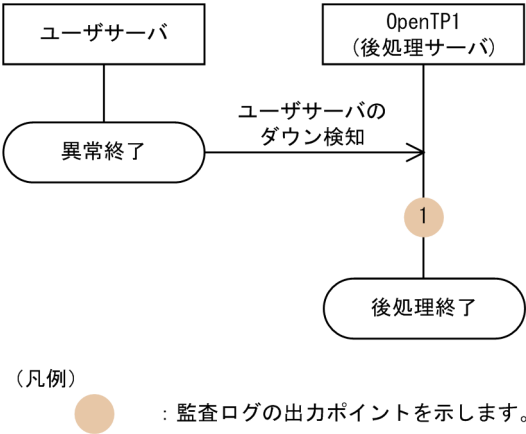 ユーザサーバ
OpenTP1
(後処理サーバ)
ユーザサーバの
ダウン検知
異常終了
1
後処理終了
(凡例)
:監査ログの出力ポイントを示します。